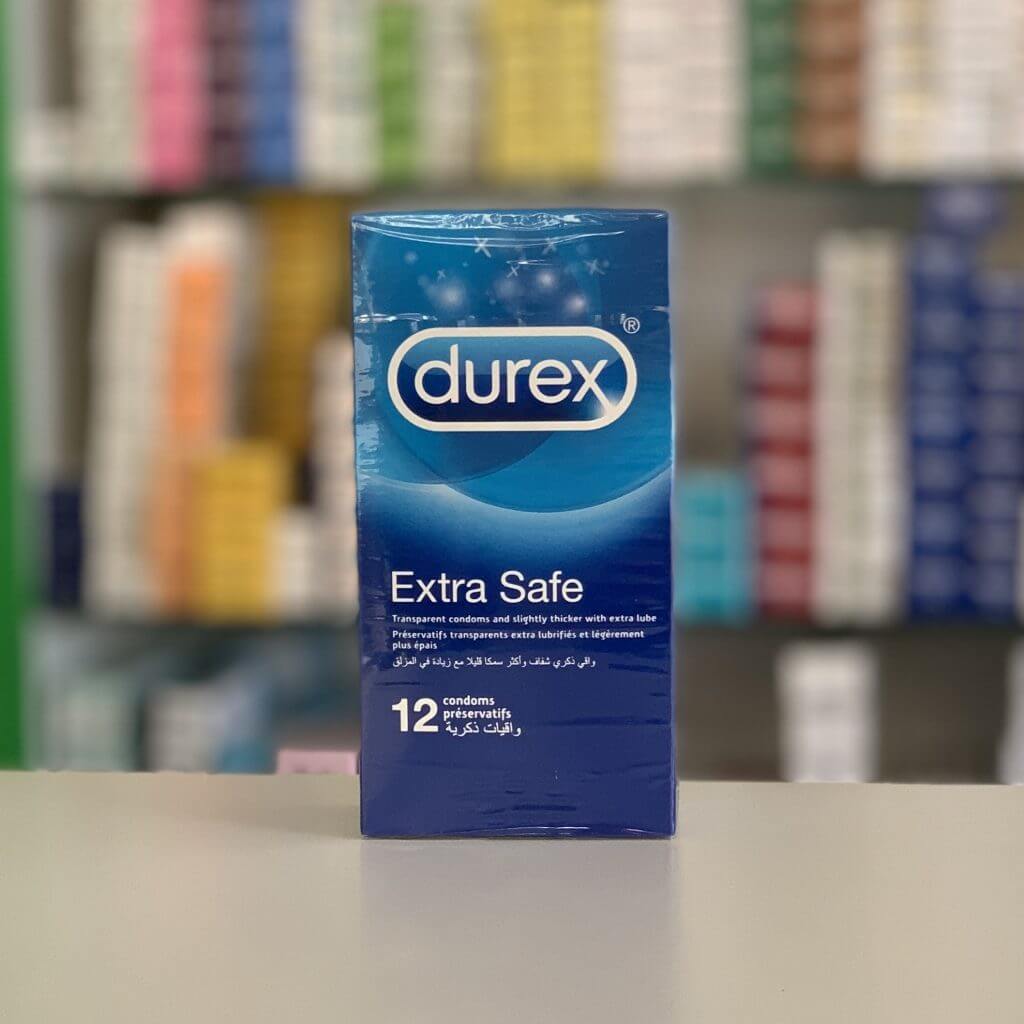 durex®
Extra Safe
Transparent condoms and slightly thicker with extra lube
Préservatifs transparents extra lubrifiés et légèrement
plus épais
واقي ذكري شفاف وأكثر سمكا قليلا مع زيادة في المزلق
12 condoms
préservatifs
واقيات ذكرية